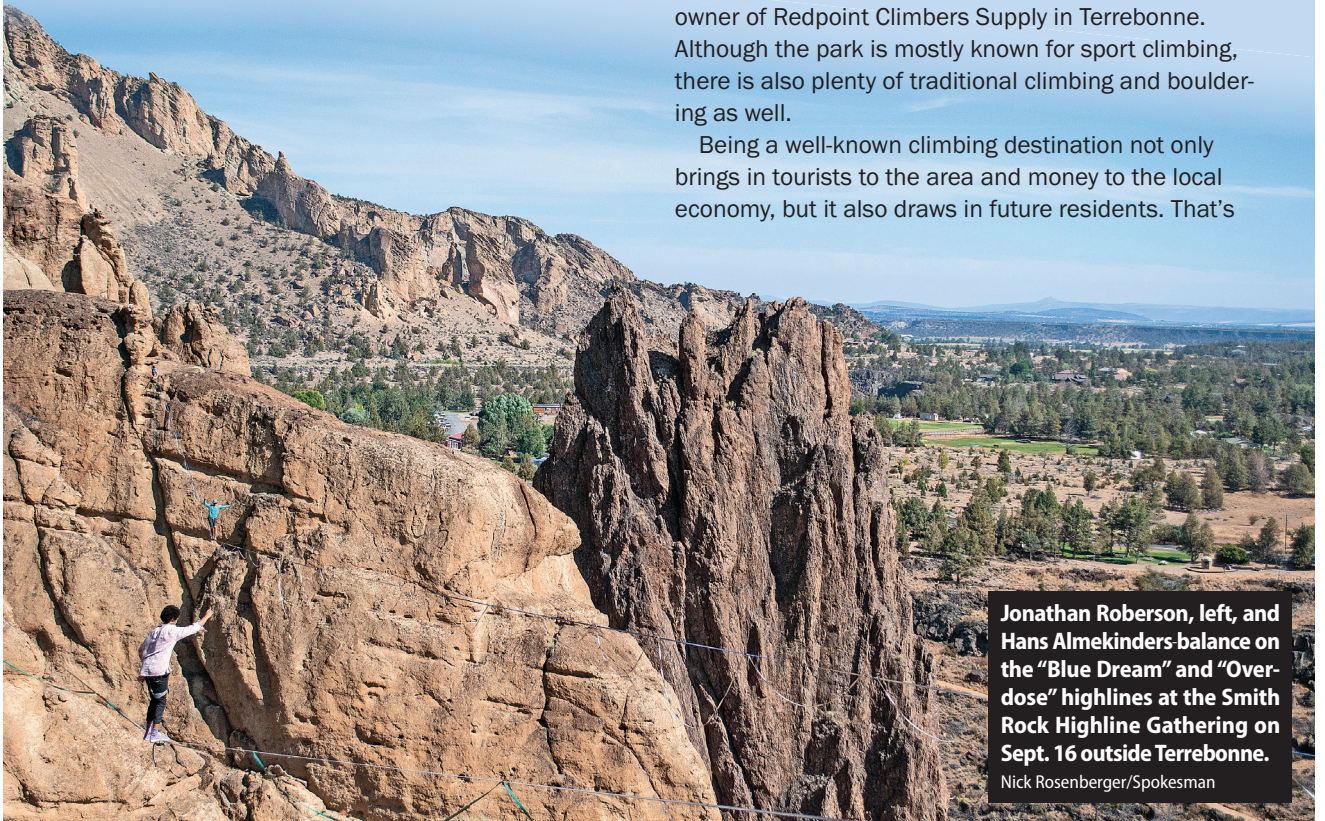 owner of Redpoint Climbers Supply in Terrebonne.
Although the park is mostly known for sport climbing,
there is also plenty of traditional climbing and boulder-
ing as well.
Being a well-known climbing destination not only
brings in tourists to the area and money to the local
economy, but it also draws in future residents. That’s
Jonathan Roberson, left, and
Hans Almekinders balance on
the “Blue Dream” and “Over-
dose” highlines at the Smith
Rock Highline Gathering on
Sept. 16 outside Terrebonne.
Nick Rosenberger/Spokesman